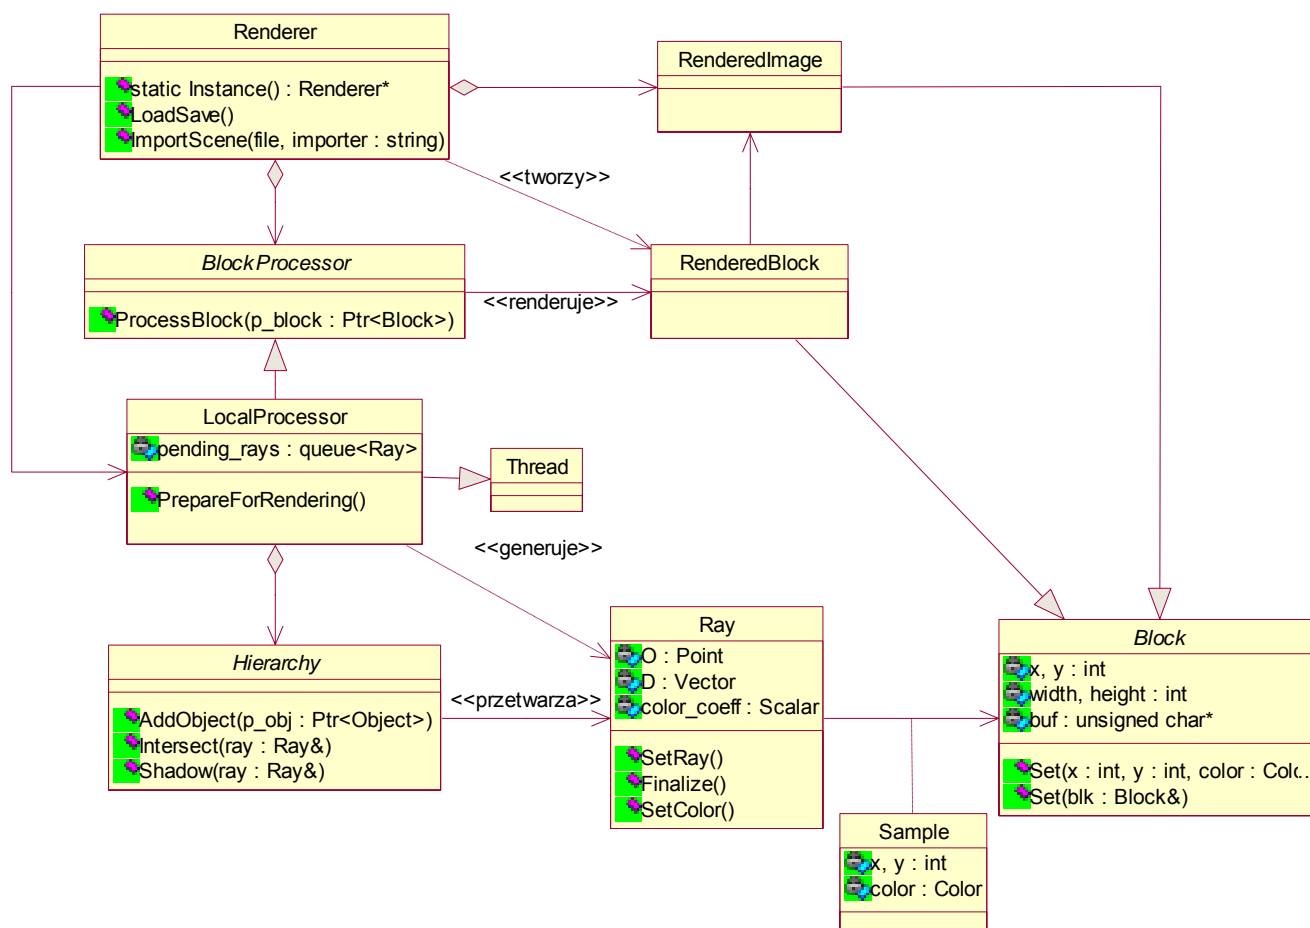 Renderer
static Instance() : Renderer*
LoadSave()
ImportScene(file, importer : string)
RenderedImage
<<tworzy>>
BlockProcessor
ProcessBlock(p_block : Ptr<Block>)
<<renderuje>>
RenderedBlock
LocalProcessor
pending_rays : queue<Ray>
PrepareForRendering()
Thread
<<generuje>>
Hierarchy
AddObject(p_obj : Ptr<Object>)
Intersect(ray : Ray&)
Shadow(ray : Ray&)
<<przetwarza>>
Ray
O : Point
D : Vector
color_coeff : Scalar
SetRay()
Finalize()
SetColor()
Block
x, y : int
width, height : int
buf : unsigned char*
Set(x : int, y : int, color : Colc..
Set(blk : Block&)
Sample
x, y : int
color : Color